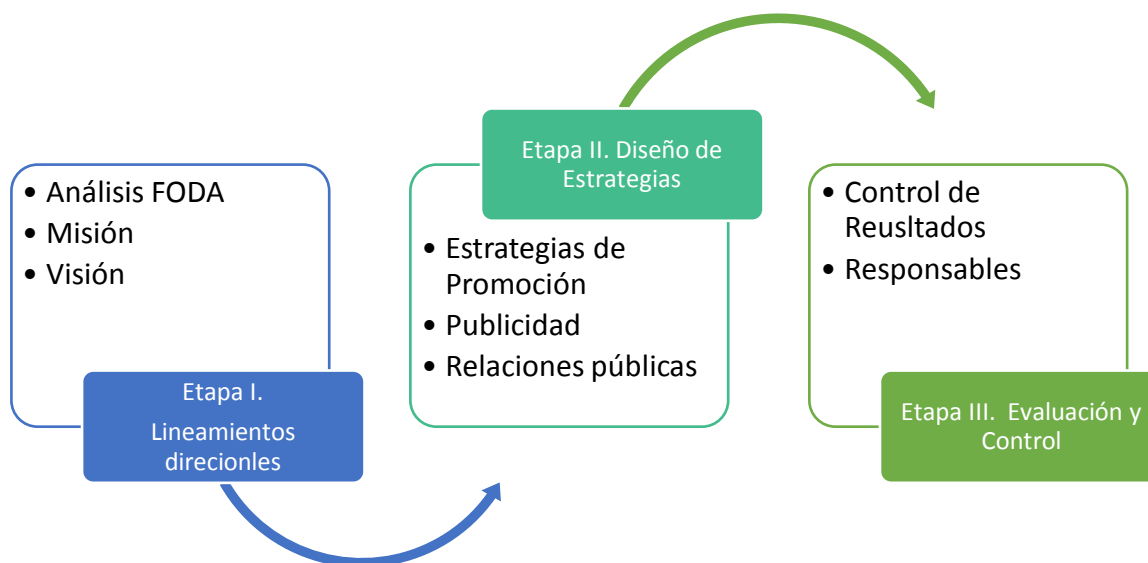 • Análisis FODA
• Misión
• Visión
Etapa I.
Lineamientos
direcionles
Etapa II. Diseño de
Estrategias
• Estrategias de
Promoción
• Publicidad
• Relaciones públicas
• Control de
Reusltados
• Responsables
Etapa III.  Evaluación y
Control